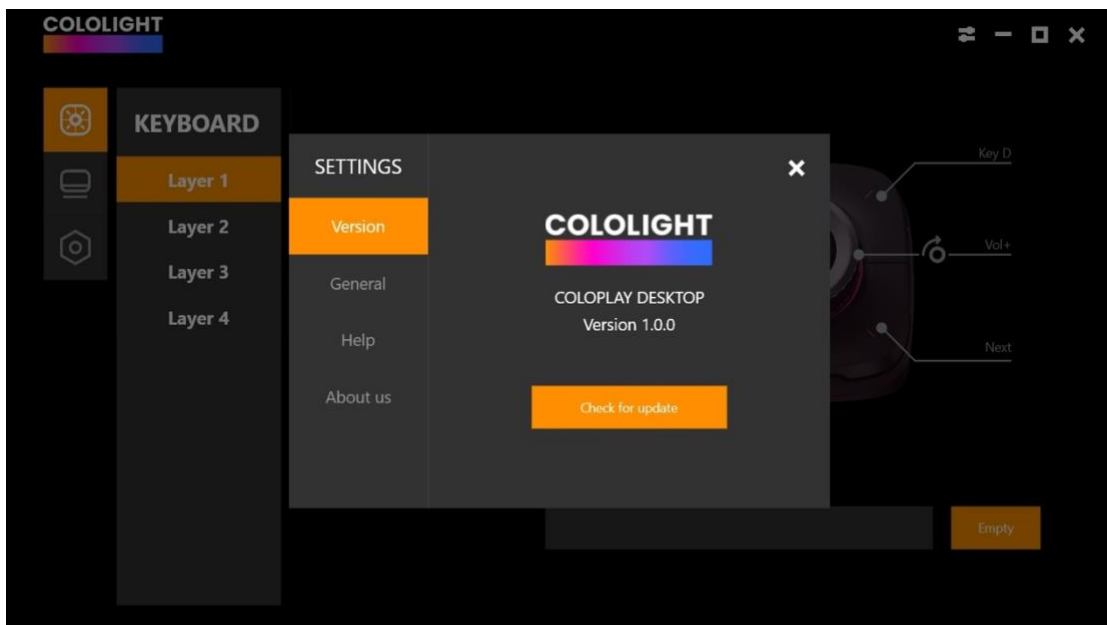 COLOLIGHT
KEYBOARD
Layer 1
Layer 2
Layer 3
Layer 4
SETTINGS
Version
General
Help
About us
COLOLIGHT
COLOPLAY DESKTOP
Version 1.0.0
Check for update
Key D
Vol+
Next
Empty